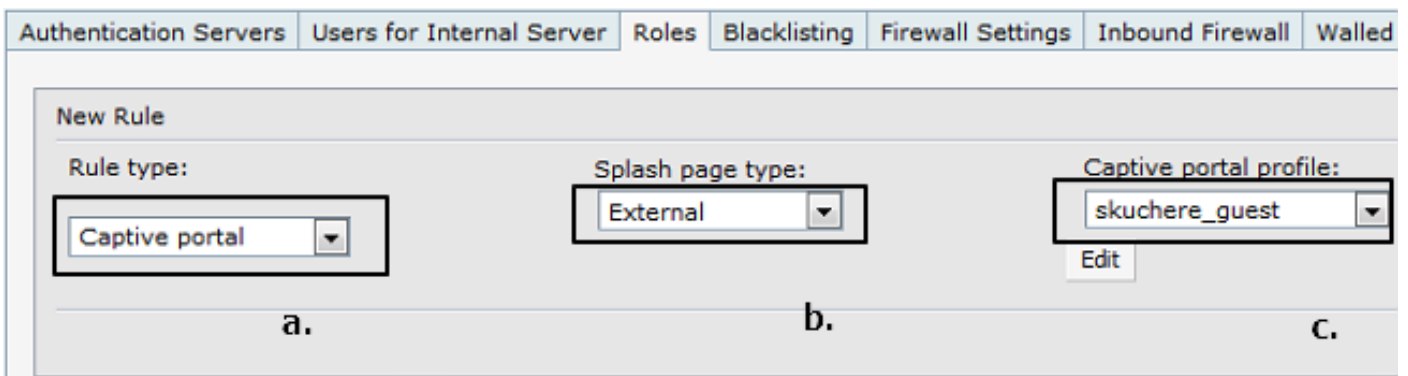 Authentication Servers Users for Internal Server Roles Blacklisting Firewall Settings Inbound Firewall Walled
New Rule
Rule type: Splash page type: Captive portal profile:
Captive portal External skuchere_guest
Edit
a. b. c.